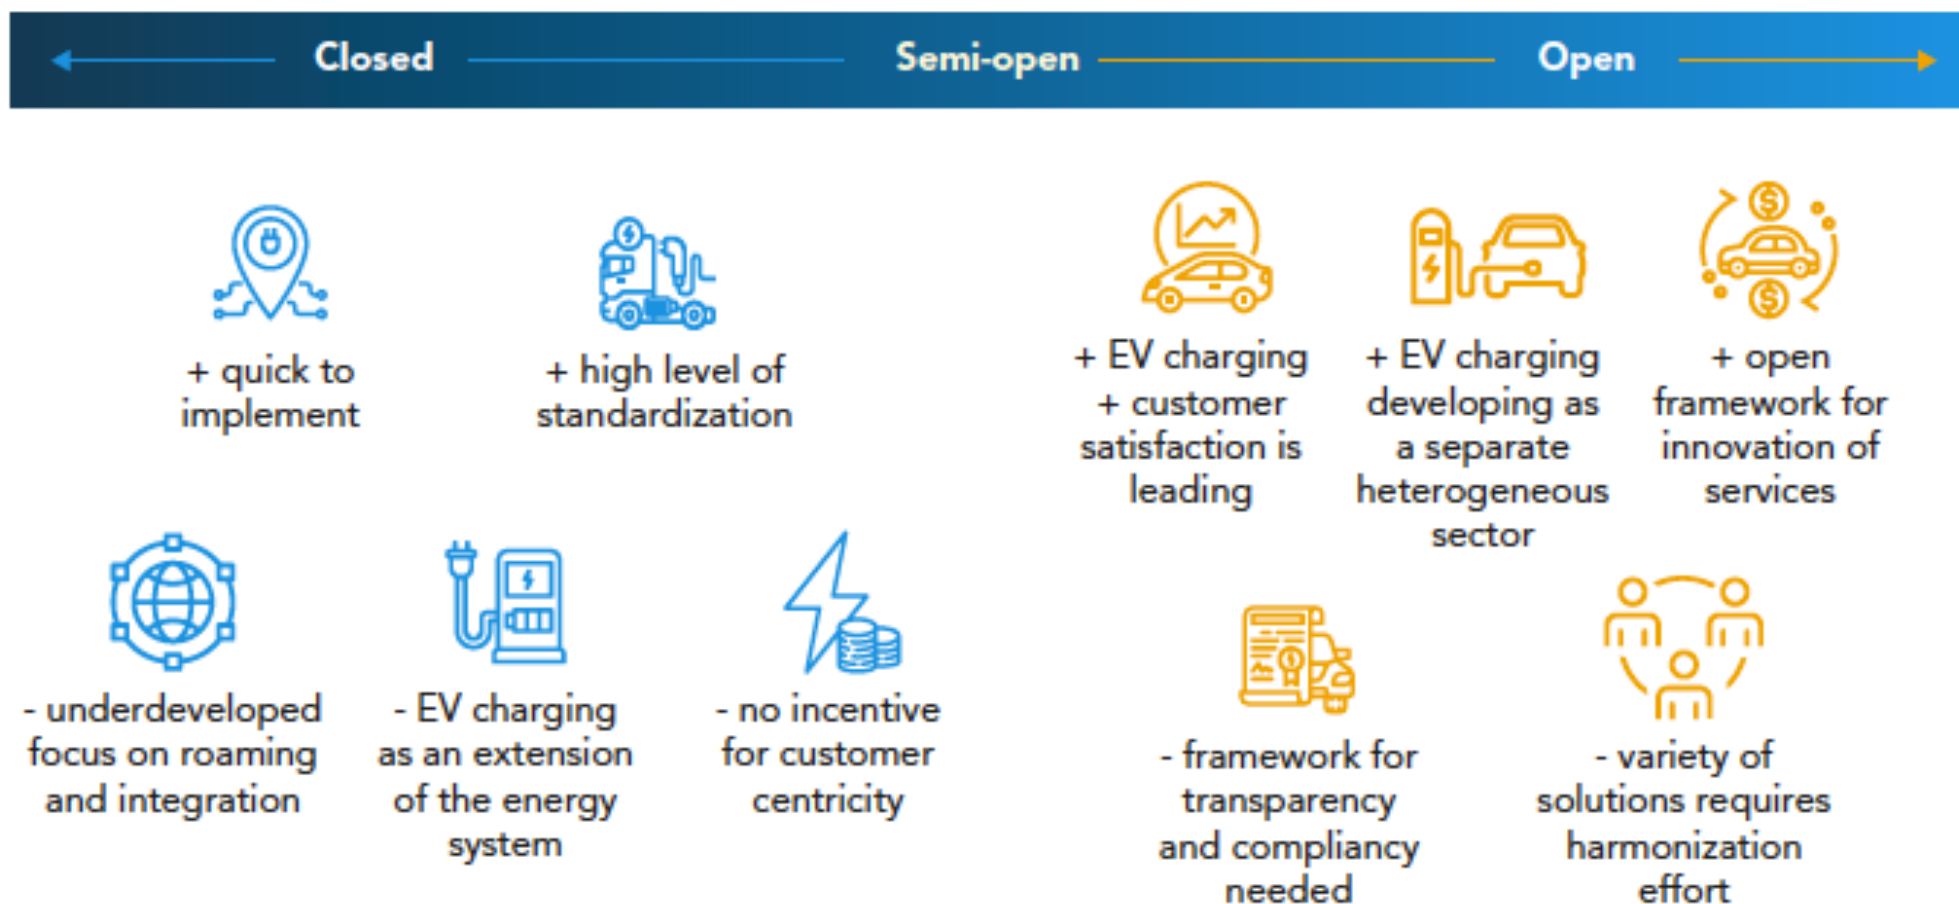 Closed
Semi-open
Open
+ quick to
implement
+ high level of
standardization
+ EV charging
+ customer
satisfaction is
leading
+ EV charging
developing as
a separate
heterogeneous
sector
+ open
framework for
innovation of
services
- underdeveloped
focus on roaming
and integration
- EV charging
as an extension
of the energy
system
- no incentive
for customer
centricity
- framework for
transparency
and compliancy
needed
- variety of
solutions requires
harmonization
effort